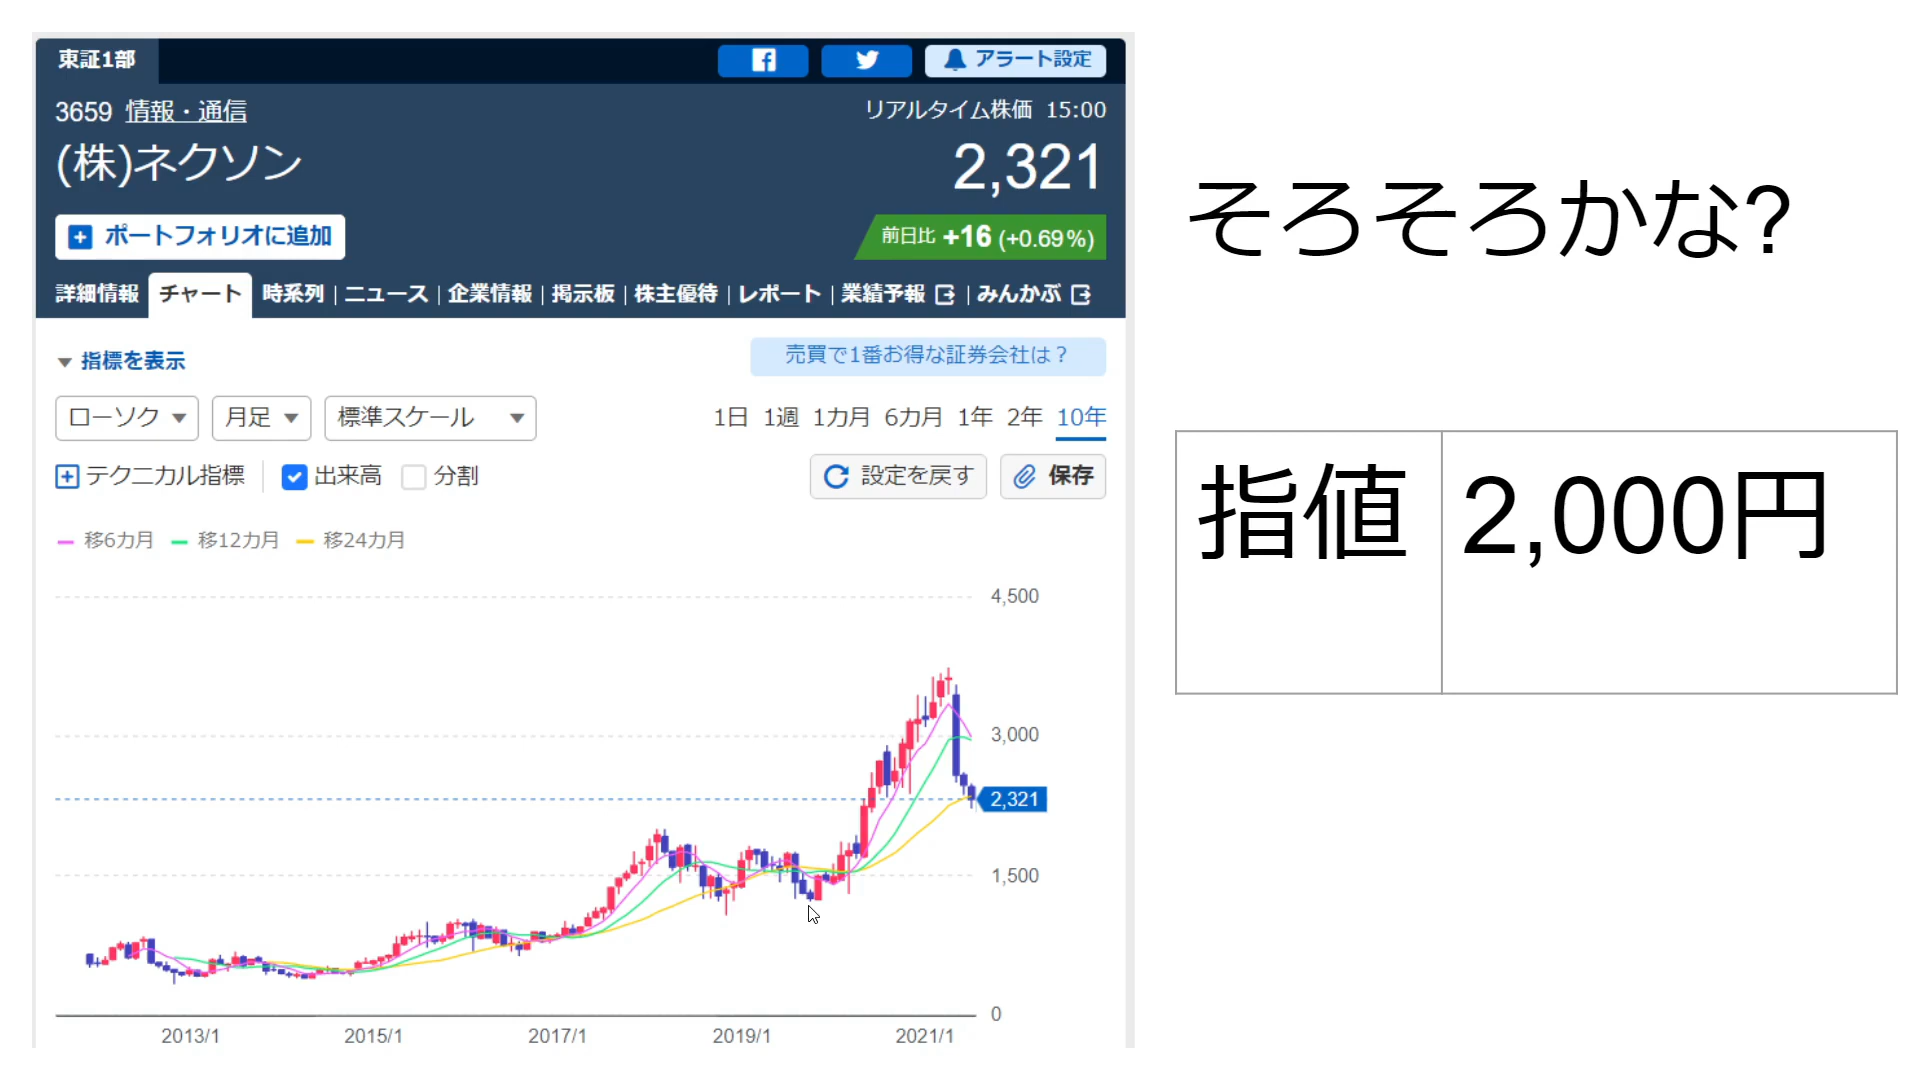 東証1部
アラート設定
3659 情報・通信
リアルタイム株価 15:00
(株)ネクソン
2,321
ポートフォリオに追加
前日比 +16 (+0.69%)
詳細情報 チャート 時系列 | ニュース | 企業情報 | 掲示板 | 株主優待 | レポート | 業績予報 | みんかぶ
指標を表示
売買で1番お得な証券会社は？
ローソク 月足 標準スケール
1日 1週 1カ月 6カ月 1年 2年 10年
テクニカル指標 出来高 分割
設定を戻す 保存
移6カ月 移12カ月 移24カ月
4,500
3,000
2,321
1,500
0
2013/1 2015/1 2017/1 2019/1 2021/1
そろそろかな?
指値 2,000円